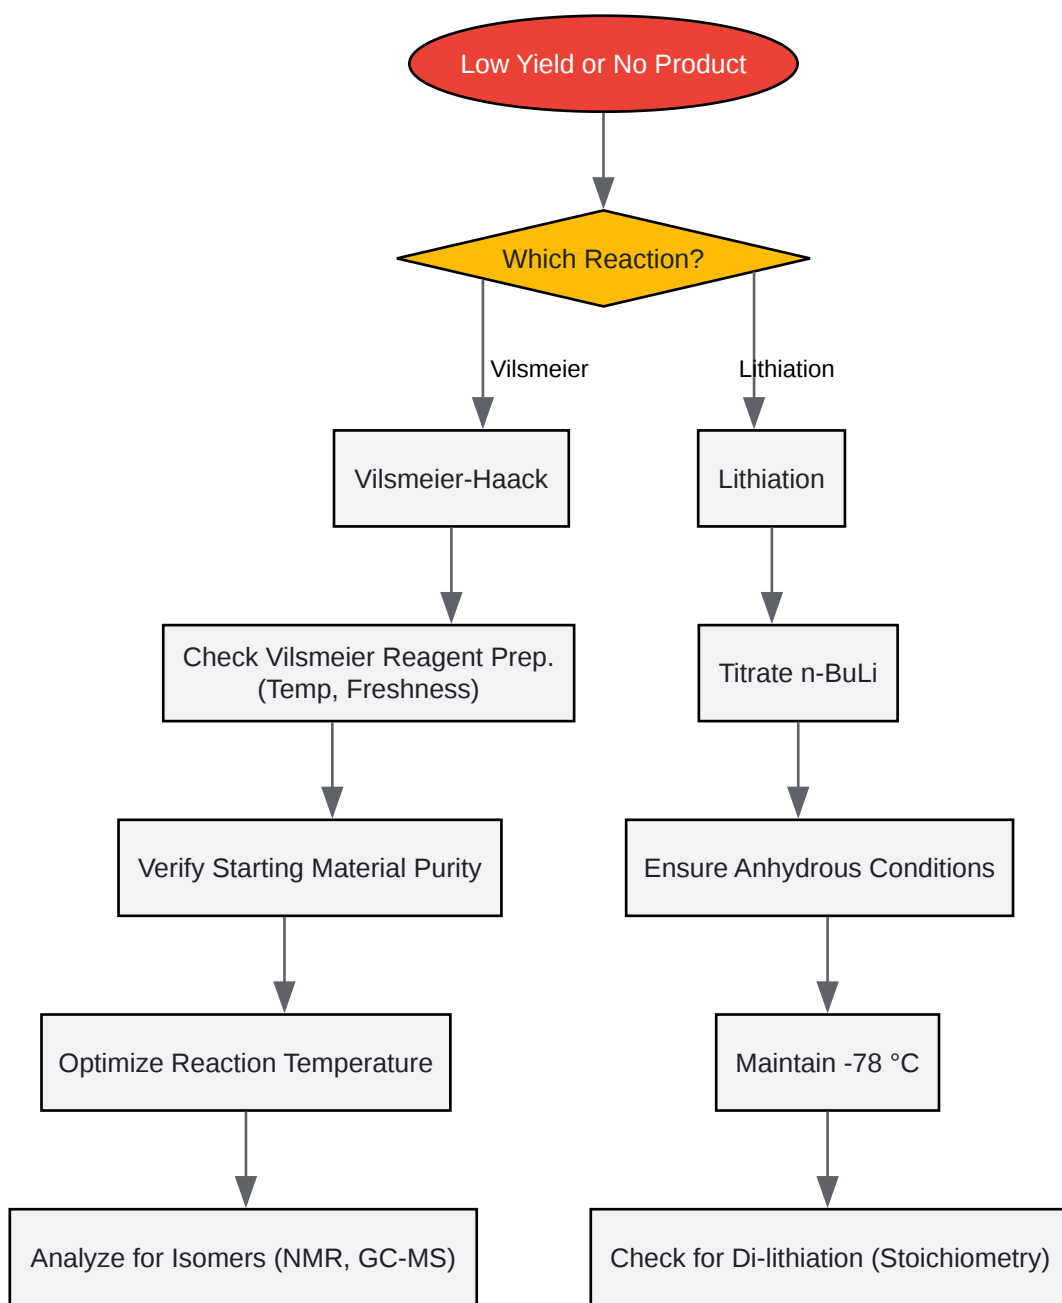 Low Yield or No Product
Which Reaction?
Vilsmeier
Lithiation
Vilsmeier-Haack
Lithiation
Check Vilsmeier Reagent Prep.
(Temp, Freshness)
Titrate n-BuLi
Verify Starting Material Purity
Ensure Anhydrous Conditions
Optimize Reaction Temperature
Maintain -78 °C
Analyze for Isomers (NMR, GC-MS)
Check for Di-lithiation (Stoichiometry)